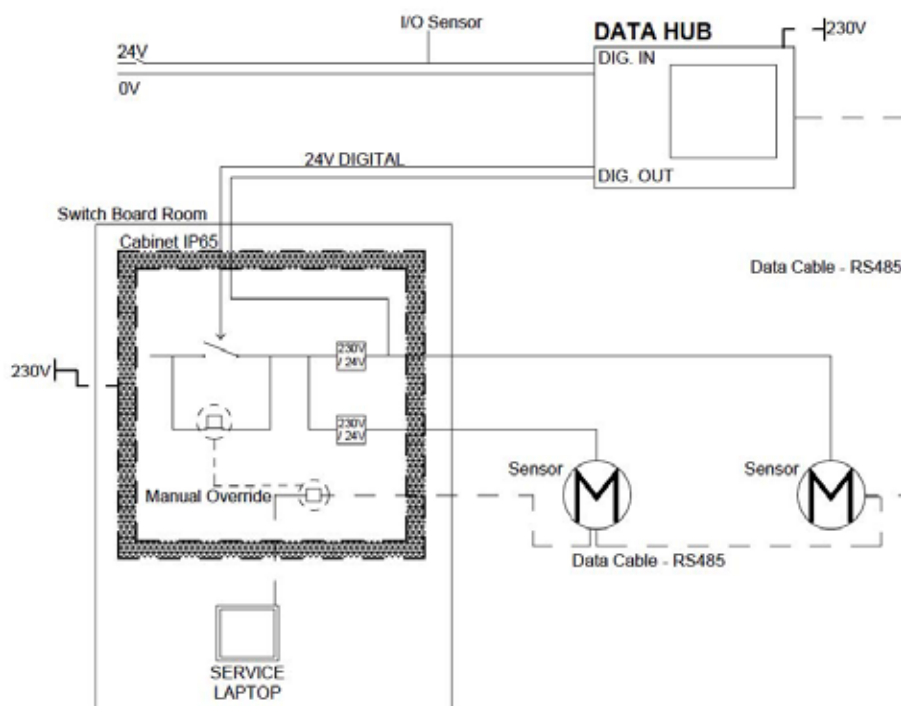 I/O Sensor
DATA HUB
230V
24V
DIG. IN
0V
24V DIGITAL
DIG. OUT
Switch Board Room
Cabinet IP65
Data Cable - RS485
230V
/ 24V
230V
230V
/ 24V
Sensor
M
Sensor
M
Manual Override
Data Cable - RS485
SERVICE
LAPTOP